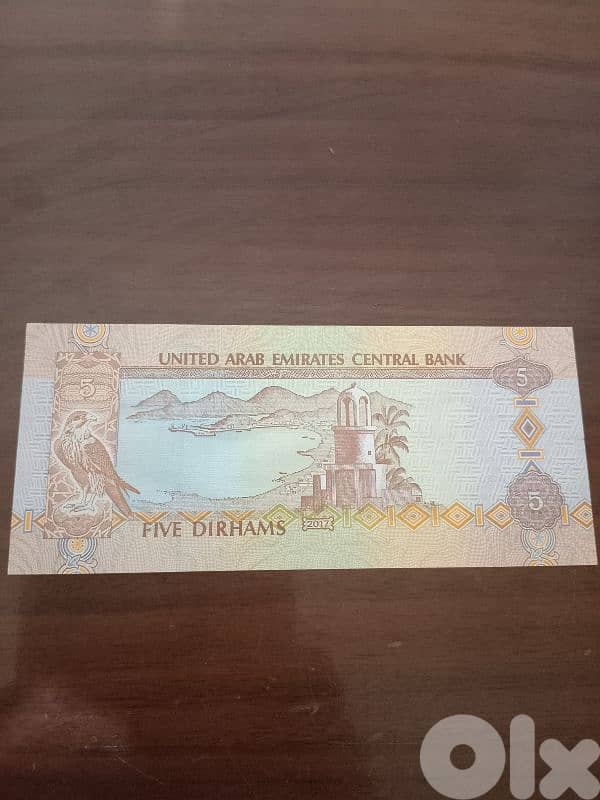 UNITED ARAB EMIRATES CENTRAL BANK
5
5
5
FIVE DIRHAMS
2017
Olx